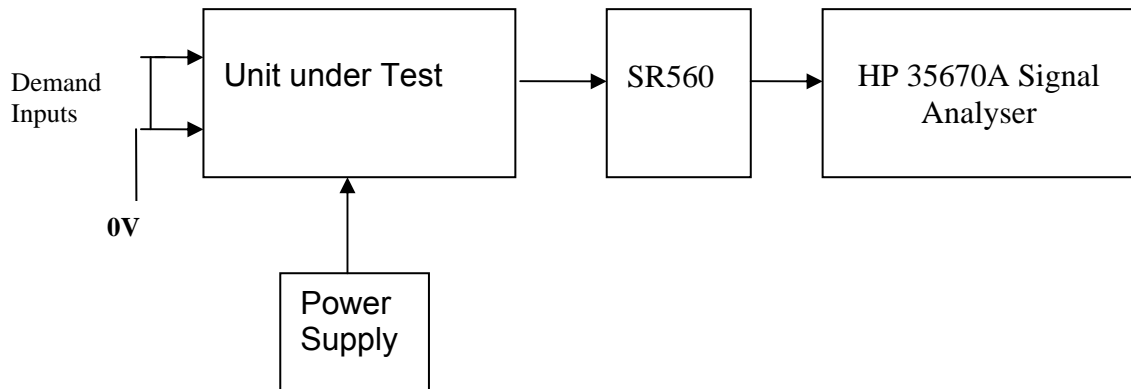 Demand
Inputs
0V
Unit under Test
SR560
HP 35670A Signal
Analyser
Power
Supply